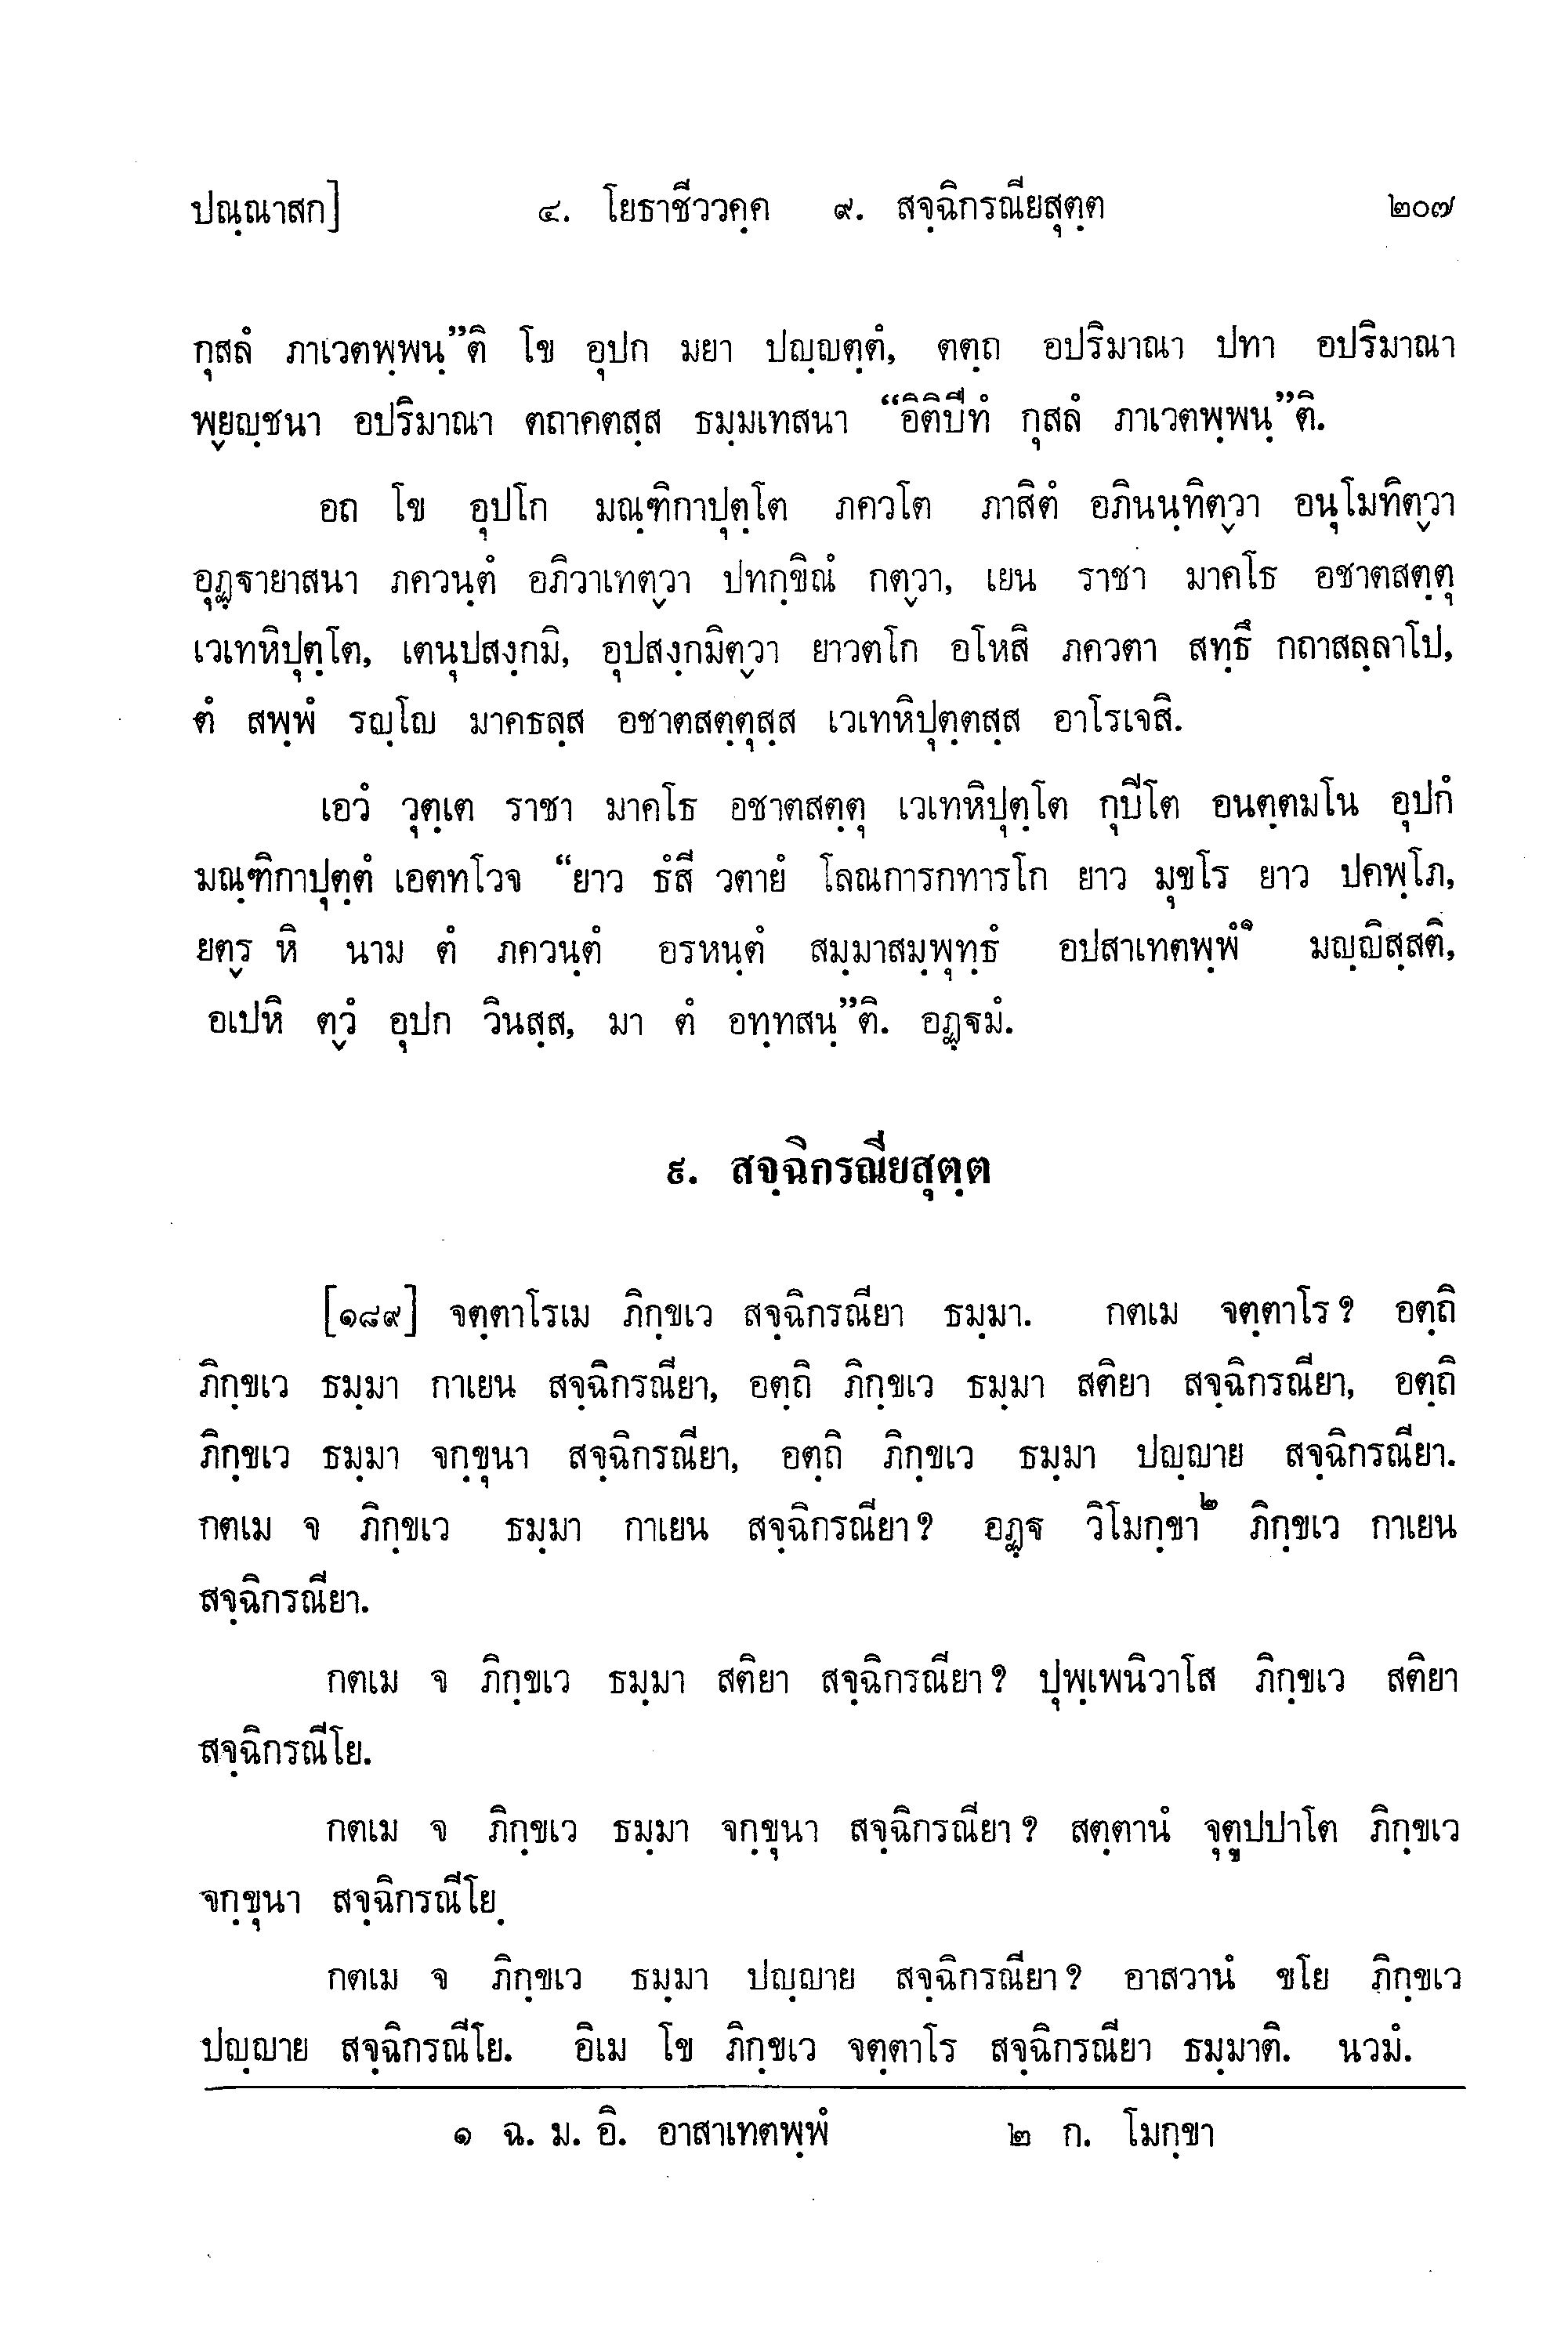 ปณฺณาสก] ๔. โยธาชีววคฺค ๙. สจฺฉิกรณียสุตฺต ๒๐๗
กุสลํ ภาเวตพฺพนฺ”ติ โข อุปก มยา ปญฺญตฺตํ, ตตฺถ อปริมาณา ปทา อปริมาณา
พฺยญฺชนา อปริมาณา ตถาคตสฺส ธมฺมเทสนา “อิติปีทํ กุสลํ ภาเวตพฺพนฺ”ติ.
อถ โข อุปโก มณฺฑิกาปุตฺโต ภควโต ภาสิตํ อภินนฺทิตฺวา อนุโมทิตฺวา
อุฏฺฐายาสนา ภควนฺตํ อภิวาเทตฺวา ปทกฺขิณํ กตฺวา, เยน ราชา มาคโธ อชาตสตฺตุ
เวเทหิปุตฺโต, เตนุปสงฺกมิ, อุปสงฺกมิตฺวา ยาวตโก อโหสิ ภควตา สทฺธึ กถาสลฺลาโป,
ตํ สพฺพํ รญฺโญ มาคธสฺส อชาตสตฺตุสฺส เวเทหิปุตฺตสฺส อาโรเจสิ.
เอวํ วุตฺเต ราชา มาคโธ อชาตสตฺตุ เวเทหิปุตฺโต กุปีโต อนตฺตมโน อุปกํ
มณฺฑิกาปุตฺตํ เอตทโวจ “ยาว ธํสี วตายํ โลณการกทารโก ยาว มุขโร ยาว ปคพฺโภ,
ยตฺร หิ นาม ตํ ภควนฺตํ อรหนฺตํ สมฺมาสมฺพุทฺธํ อปสาเทตพฺพํ๑ มญฺญิสฺสติ,
อเปหิ ตฺวํ อุปก วินสฺส, มา ตํ อทฺทสนฺ”ติ. อฏฺฐมํ.
๙. สจฺฉิกรณียสุตฺต
[๑๘๙] จตฺตาโรเม ภิกฺขเว สจฺฉิกรณียา ธมฺมา. กตเม จตฺตาโร? อตฺถิ
ภิกฺขเว ธมฺมา กาเยน สจฺฉิกรณียา, อตฺถิ ภิกฺขเว ธมฺมา สติยา สจฺฉิกรณียา, อตฺถิ
ภิกฺขเว ธมฺมา จกฺขุนา สจฺฉิกรณียา, อตฺถิ ภิกฺขเว ธมฺมา ปญฺญาย สจฺฉิกรณียา.
กตเม จ ภิกฺขเว ธมฺมา กาเยน สจฺฉิกรณียา? อฏฺฐ วิโมกฺขา๒ ภิกฺขเว กาเยน
สจฺฉิกรณียา.
กตเม จ ภิกฺขเว ธมฺมา สติยา สจฺฉิกรณียา? ปุพฺเพนิวาโส ภิกฺขเว สติยา
สจฺฉิกรณีโย.
กตเม จ ภิกฺขเว ธมฺมา จกฺขุนา สจฺฉิกรณียา? สตฺตานํ จุตูปปาโต ภิกฺขเว
จกฺขุนา สจฺฉิกรณีโย.
กตเม จ ภิกฺขเว ธมฺมา ปญฺญาย สจฺฉิกรณียา? อาสวานํ ขโย ภิกฺขเว
ปญฺญาย สจฺฉิกรณีโย. อิเม โข ภิกฺขเว จตฺตาโร สจฺฉิกรณียา ธมฺมาติ. นวมํ.
๑ ฉ. ม. อิ. อาสาเทตพฺพํ ๒ ก. โมกฺขา